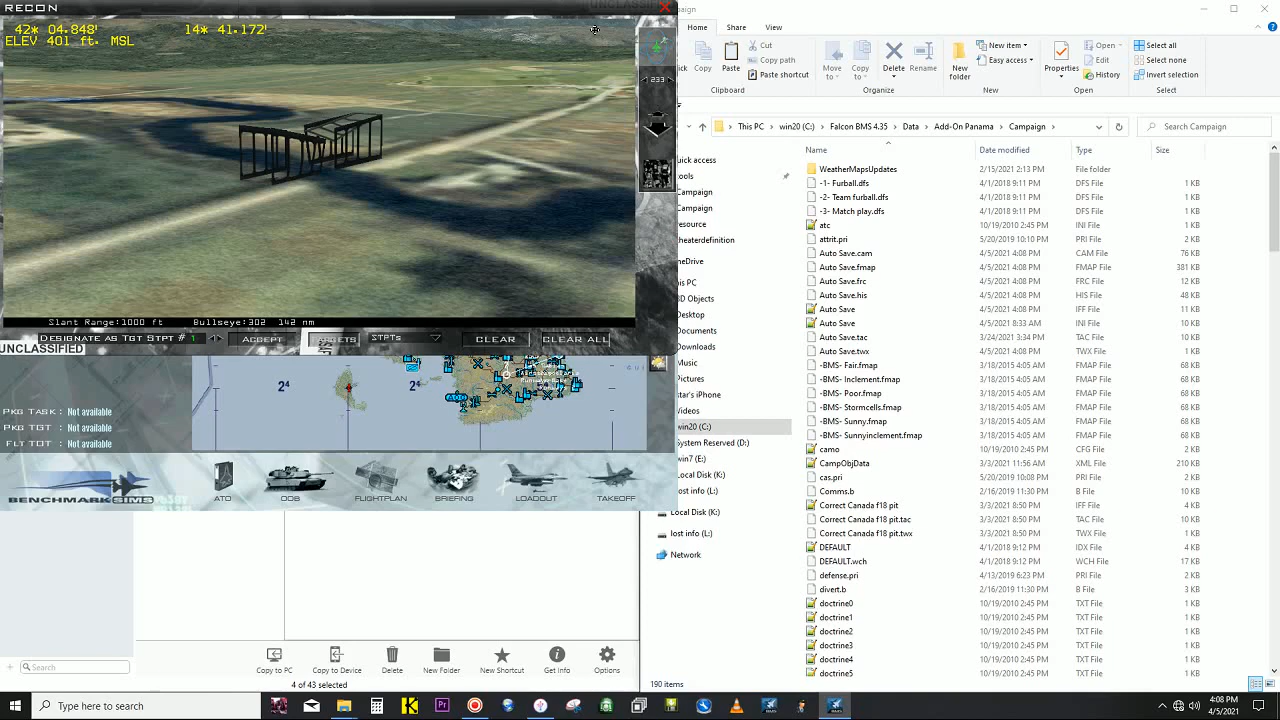 RECON
UNCLASSIFIED
42* 04.848' 14* 41.172'
ELEV 401 ft. MSL
233
Slant Range:1000 ft Bullseye:302 142 nm
DESIGNATE AS TGT STPT # 1 ACCEPT TARGETS STPTs CLEAR CLEAR ALL
UNCLASSIFIED
24 24
PKG TASK : Not available
PKG TGT : Not available
FLT TOT : Not available
BENCHMARKSIMS
ATO OOB FLIGHTPLAN BRIEFING LOADOUT TAKEOFF
Search
Copy to PC Copy to Device Delete New Folder New Shortcut Get Info Options
4 of 43 selected
paign
Home Share View
Copy Paste Cut Copy path Paste shortcut
Move to Copy to Delete Rename
New folder New item Easy access
Properties Open Edit History
Select all Select none Invert selection
Clipboard Organize New Open Select
This PC win20 (C:) Falcon BMS 4.35 Data Add-On Panama Campaign Search Campaign
uick access
ools
ampaign
ampaign
esource
heaterdefinition
neDrive
his PC
3D Objects
Desktop
Documents
ownloads
Music
Pictures
star's iPhone
ideos
win20 (C:)
ystem Reserved (D:)
win7 (E:)
Local Disk (K:)
lost info (L:)
Local Disk (K:)
lost info (L:)
Network
Name Date modified Type Size
WeatherMapsUpdates 2/15/2021 2:13 PM File folder
-1- Furball.dfs 4/1/2018 9:11 PM DFS File 1 KB
-2- Team furball.dfs 4/1/2018 9:11 PM DFS File 1 KB
-3- Match play.dfs 4/1/2018 9:11 PM DFS File 1 KB
atc 10/19/2010 2:45 PM INI File 1 KB
attrit.pri 5/20/2019 10:10 PM PRI File 2 KB
Auto Save.cam 4/5/2021 4:08 PM CAM File 76 KB
Auto Save.fmap 4/5/2021 4:08 PM FMAP File 381 KB
Auto Save.frc 4/5/2021 4:08 PM FRC File 12 KB
Auto Save.his 4/5/2021 4:08 PM HIS File 48 KB
Auto Save 4/5/2021 4:08 PM IFF File 11 KB
Auto Save 4/5/2021 8:33 AM INI File 10 KB
Auto Save.tac 3/24/2021 3:34 PM TAC File 10 KB
Auto Save.twx 4/5/2021 4:08 PM TWX File 1 KB
-BMS- Fair.fmap 3/18/2015 4:05 AM FMAP File 68 KB
-BMS- Inclement.fmap 3/18/2015 4:05 AM FMAP File 68 KB
-BMS- Poor.fmap 3/18/2015 4:05 AM FMAP File 68 KB
-BMS- Stormcells.fmap 3/18/2015 4:05 AM FMAP File 68 KB
-BMS- Sunny.fmap 3/18/2015 4:05 AM FMAP File 68 KB
-BMS- Sunnyinclement.fmap 3/18/2015 4:05 AM FMAP File 68 KB
camo 10/19/2010 2:45 PM CFG File 1 KB
CampObjData 3/3/2021 11:56 AM XML File 210 KB
cas.pri 5/20/2019 10:08 PM PRI File 2 KB
Comms.b 2/16/2019 11:30 PM B File 3 KB
Correct Canada f18 pit 3/3/2021 8:50 PM IFF File 4 KB
Correct Canada f18 pit.tac 3/3/2021 8:50 PM TAC File 10 KB
Correct Canada f18 pit.twx 3/3/2021 8:50 PM TWX File 1 KB
DEFAULT 4/1/2018 9:12 PM IDX File 4 KB
DEFAULT.wch 4/1/2018 9:12 PM WCH File 17 KB
defense.pri 4/13/2019 6:23 PM PRI File 2 KB
divert.b 2/16/2019 11:30 PM B File 3 KB
doctrine0 10/19/2010 2:45 PM TXT File 1 KB
doctrine1 10/19/2010 2:45 PM TXT File 1 KB
doctrine2 10/19/2010 2:45 PM TXT File 1 KB
doctrine3 10/19/2010 2:45 PM TXT File 1 KB
doctrine4 10/19/2010 2:45 PM TXT File 1 KB
doctrine5 10/19/2010 2:45 PM TXT File 1 KB
190 items
Type here to search
4:08 PM
4/5/2021